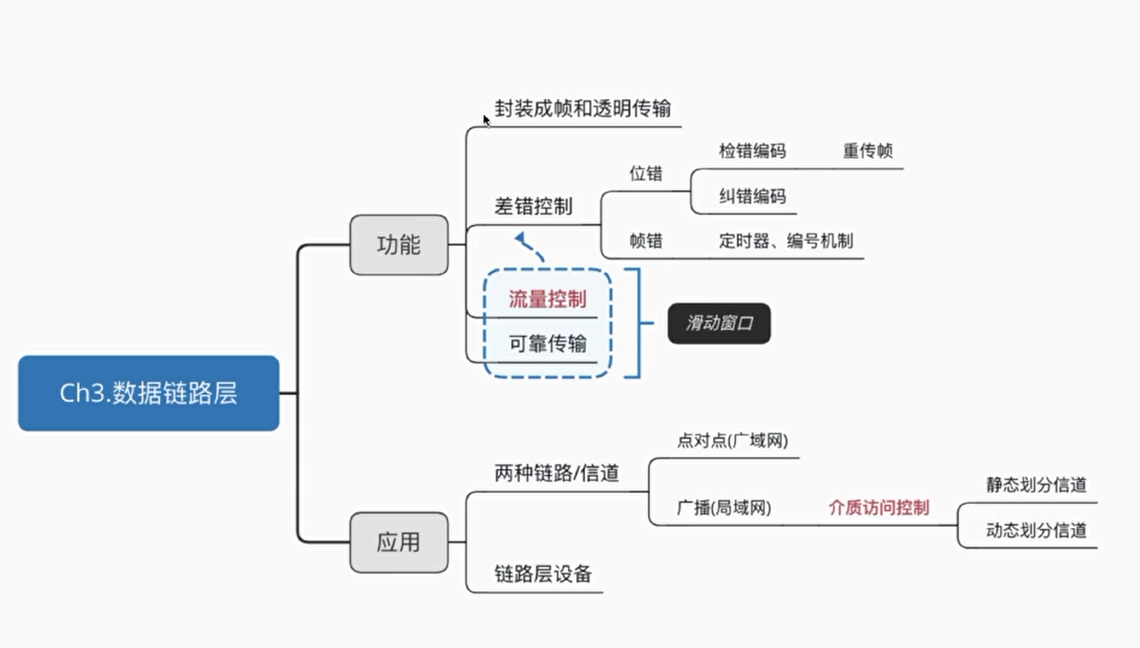 封装成帧和透明传输
检错编码
重传帧
位错
纠错编码
差错控制
帧错
定时器、编号机制
功能
流量控制
滑动窗口
可靠传输
Ch3.数据链路层
点对点(广域网)
两种链路/信道
静态划分信道
广播(局域网)
介质访问控制
动态划分信道
应用
链路层设备